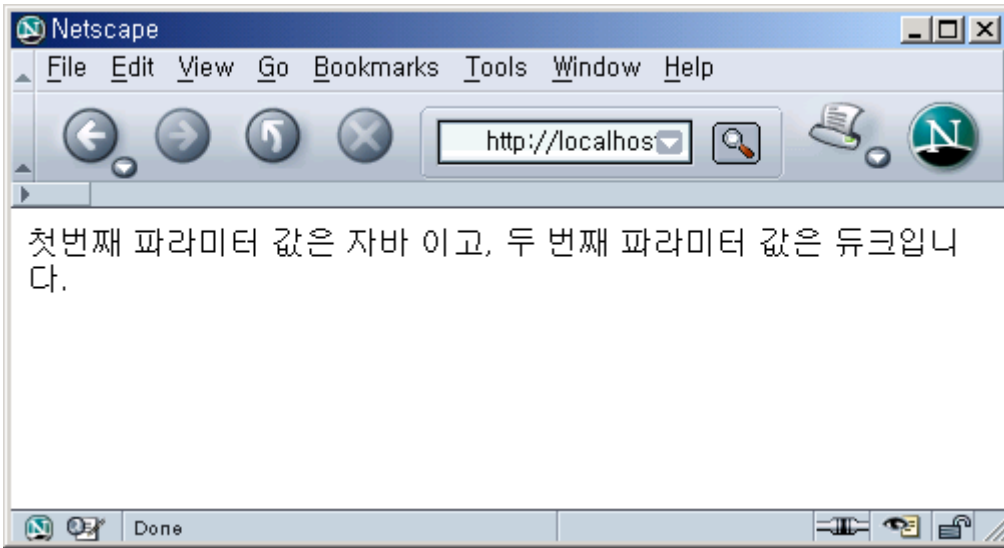 Netscape
File Edit View Go Bookmarks Tools Window Help
http://localhos
N
첫번째 파라미터 값은 자바 이고, 두 번째 파라미터 값은 듀크입니
다.
Done